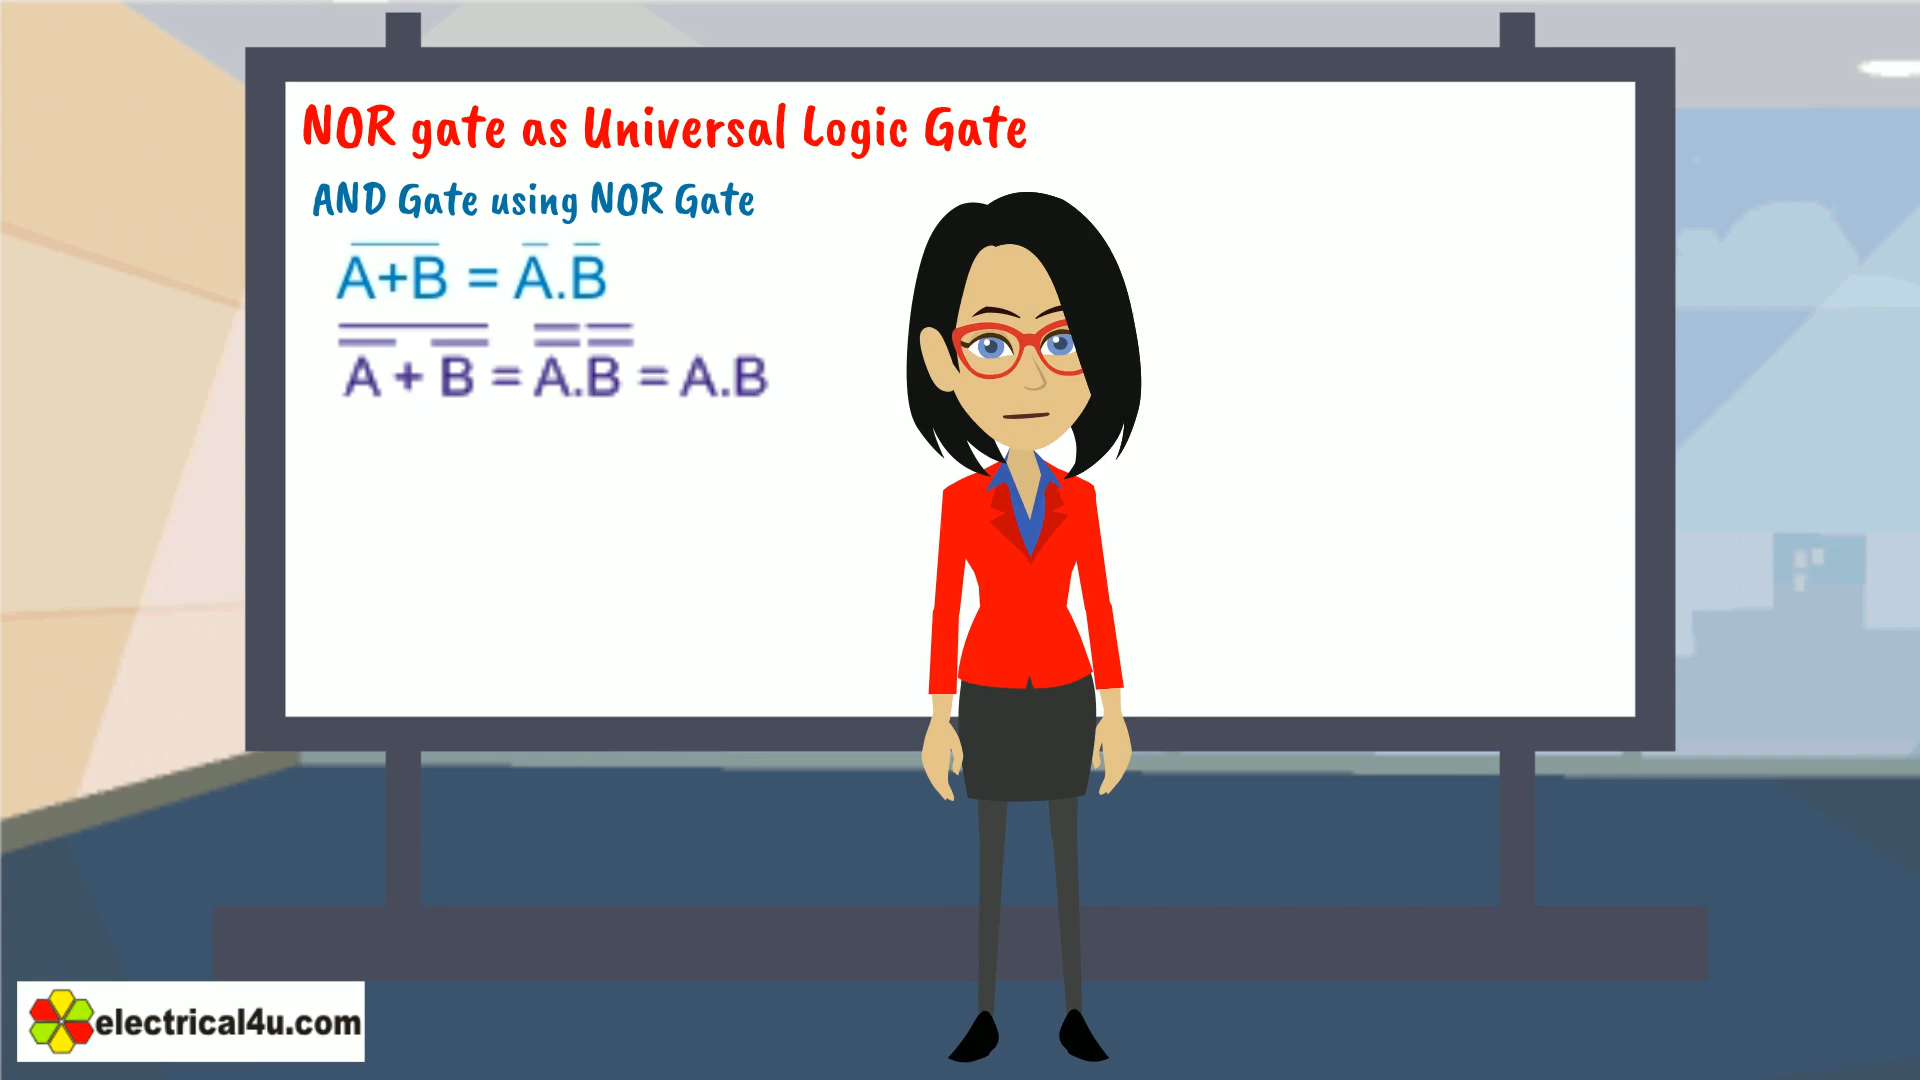 NOR gate as Universal Logic Gate
AND Gate using NOR Gate
A̅+̅B̅ = A̅.B̅
A̿ ̅+̅ ̅B̿ = A̿.B̿ = A.B
electrical4u.com